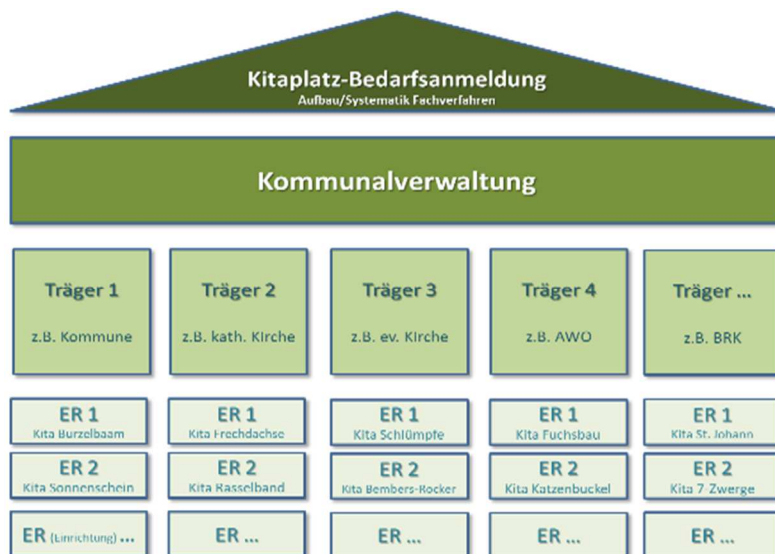 Kitaplatz-Bedarfsanmeldung
Aufbau/Systematik Fachverfahren
Kommunalverwaltung
Träger 1
z.B. Kommune
Träger 2
z.B. kath. Kirche
Träger 3
z.B. ev. Kirche
Träger 4
z.B. AWO
Träger ...
z.B. BRK
ER 1
Kita Burzelbaam
ER 1
Kita Frechdachse
ER 1
Kita Schlümpfe
ER 1
Kita Fuchsbau
ER 1
Kita St. Johann
ER 2
Kita Sonnenschein
ER 2
Kita Rasselband
ER 2
Kita Bembers-Rocker
ER 2
Kita Katzenbuckel
ER 2
Kita 7-Zwerge
ER (Einrichtung) ...
ER ...
ER ...
ER ...
ER ...